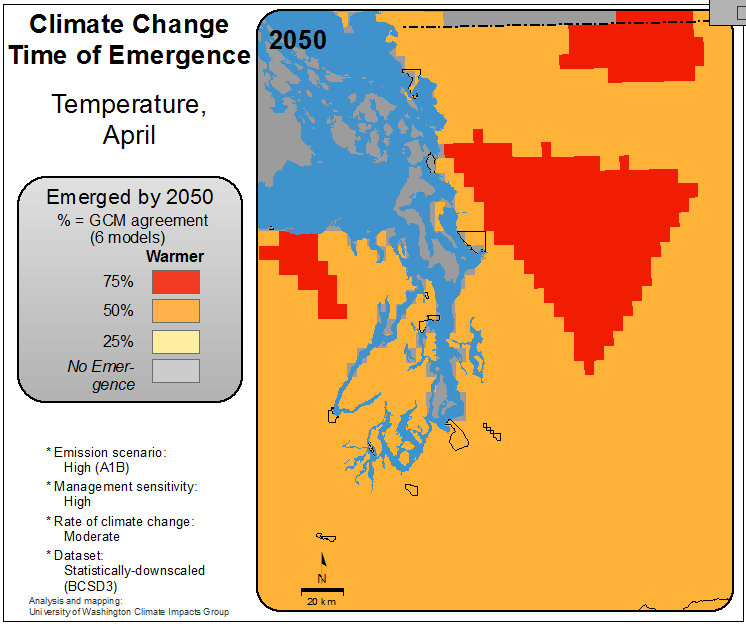 Climate Change
Time of Emergence
Temperature,
April
Emerged by 2050
% = GCM agreement
(6 models)
Warmer
75%
50%
25%
No Emer-
gence
* Emission scenario:
High (A1B)
* Management sensitivity:
High
* Rate of climate change:
Moderate
* Dataset:
Statistically-downscaled
(BCSD3)
Analysis and mapping:
University of Washington Climate Impacts Group
2050
N
20 km